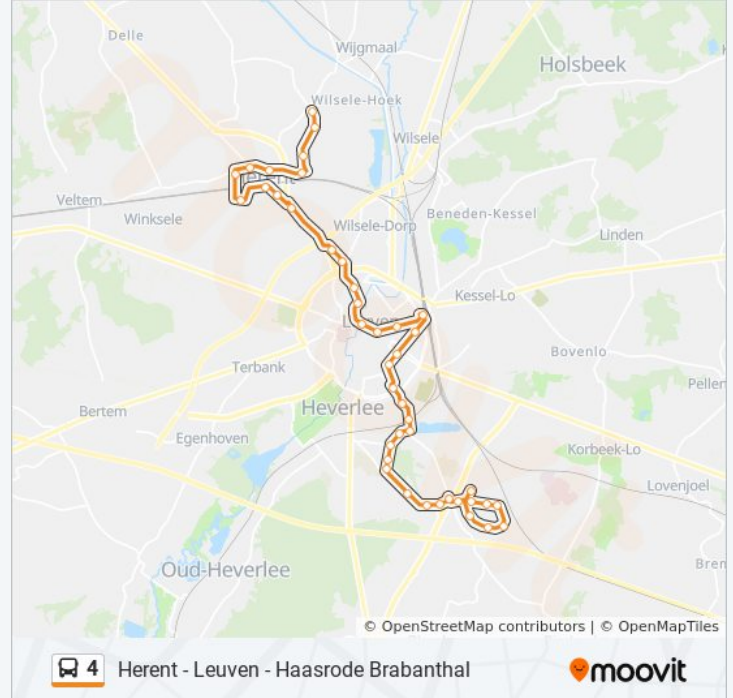 Delle
Wijgmaal
Holsbeek
Wilsele-Hoek
Wilsele
Veltem
Winksele
Beneden-Kessel
Wilsele-Dorp
Linden
Kessel-Lo
Bovenlo
Terbank
Pellen
Bertem
Heverlee
Egenhoven
Korbeek-Lo
Lovenjoel
Oud-Heverlee
Bren
© OpenStreetMap contributors | © OpenMapTiles
4 Herent - Leuven - Haasrode Brabanthal
moovit